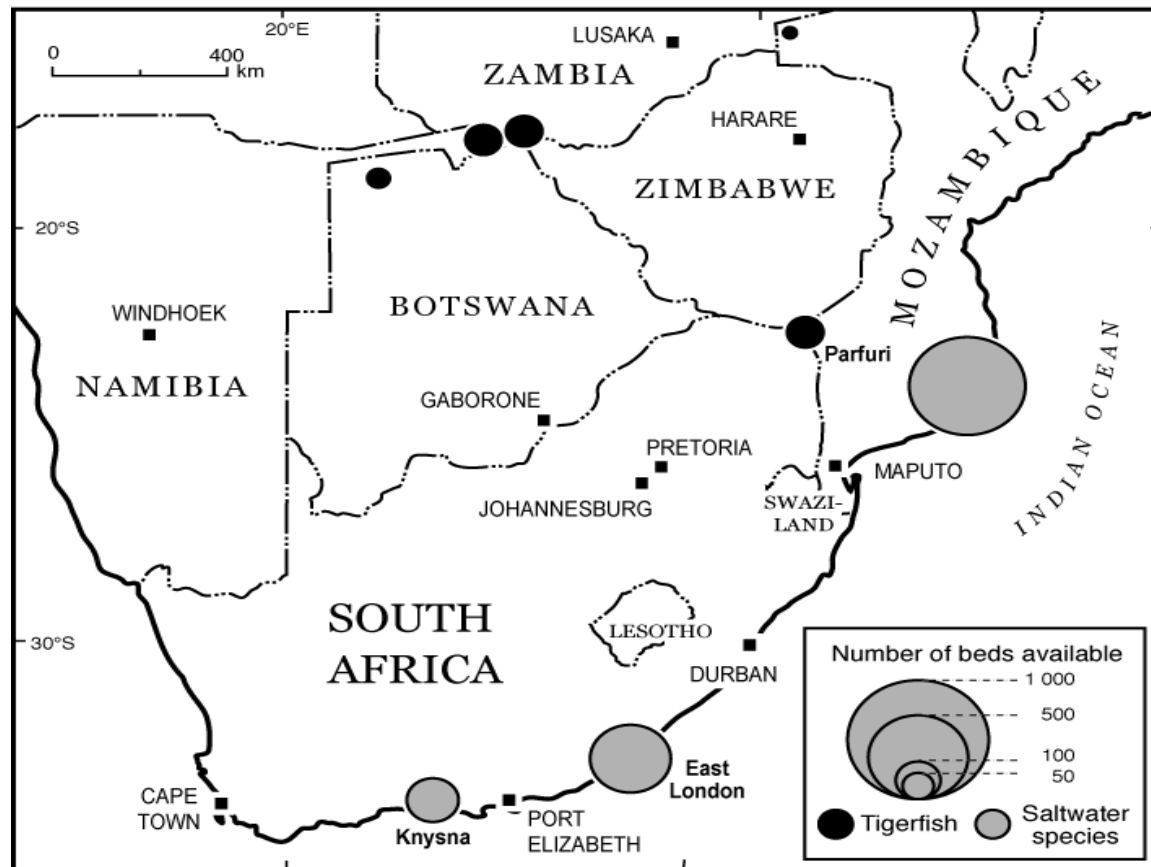 20°E
0
400
km
LUSAKA
ZAMBIA
HARARE
ZIMBABWE
MOZAMBIQUE
20°S
WINDHOEK
NAMIBIA
BOTSWANA
Parfuri
GABORONE
PRETORIA
JOHANNESBURG
MAPUTO
SWAZI-
LAND
INDIAN OCEAN
SOUTH
AFRICA
LESOTHO
30°S
DURBAN
CAPE
TOWN
Knysna
PORT
ELIZABETH
East
London
Number of beds available
1 000
500
100
50
Tigerfish
Saltwater
species